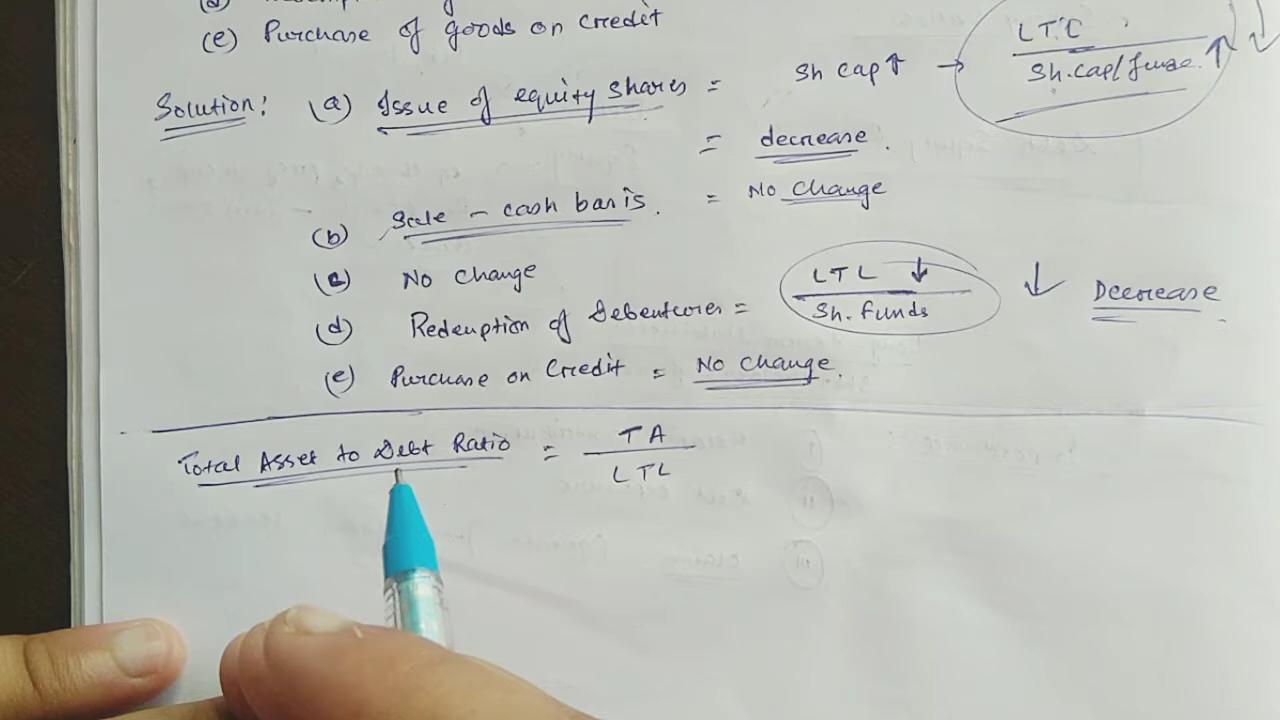 (e) Purchase of goods on Credit
Solution: (a) Issue of equity Shares = Sh Cap↑ → LTC / Sh. Cap/ funds. ↑ ↓
= decrease.
(b) Sale - cash basis. = No Change
(c) No Change
(d) Redemption of Debentures = LTL ↓ / Sh. funds ↓ Decrease
(e) Purchase on Credit = No Change.
Total Asset to Debt Ratio = TA / LTL